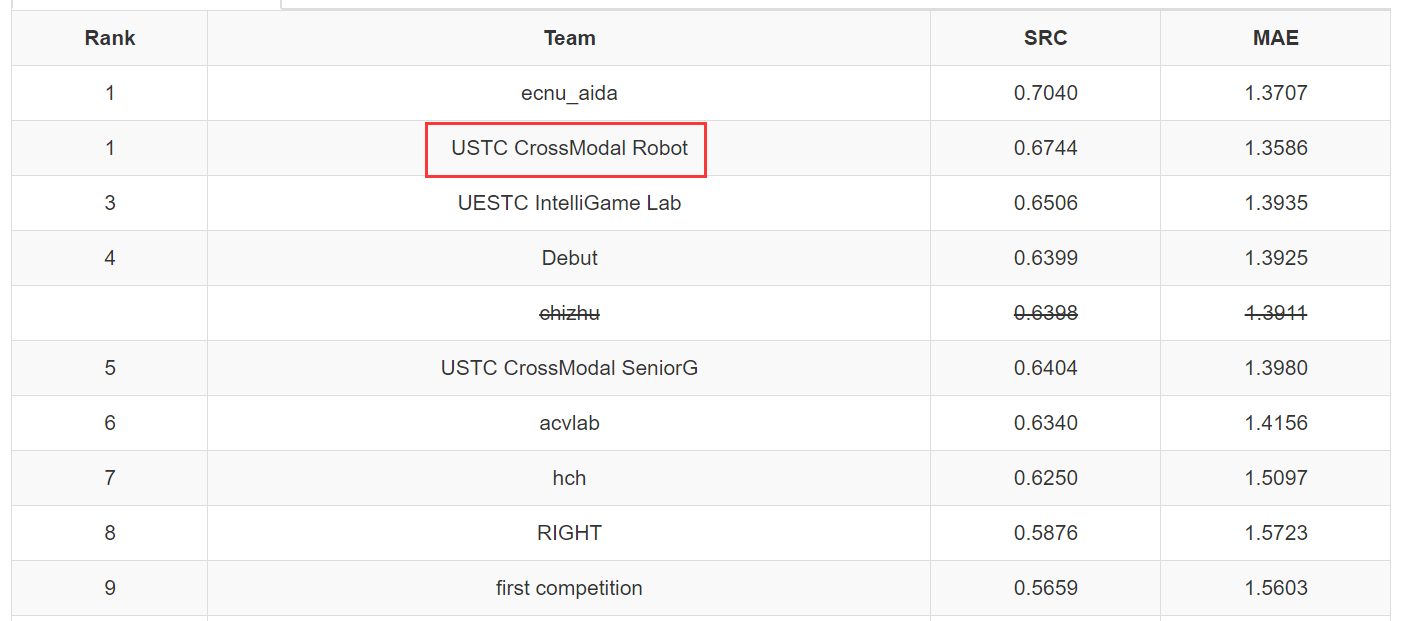 Rank Team SRC MAE
1 ecnu_aida 0.7040 1.3707
1 USTC CrossModal Robot 0.6744 1.3586
3 UESTC IntelliGame Lab 0.6506 1.3935
4 Debut 0.6399 1.3925
chizhu 0.6398 1.3911
5 USTC CrossModal SeniorG 0.6404 1.3980
6 acvlab 0.6340 1.4156
7 hch 0.6250 1.5097
8 RIGHT 0.5876 1.5723
9 first competition 0.5659 1.5603